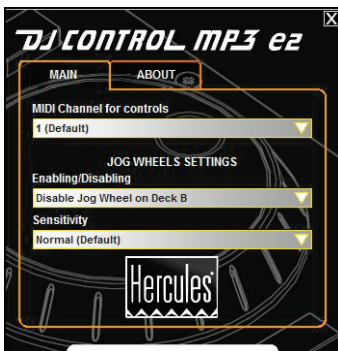 X
DJ CONTROL MP3 e2
MAIN ABOUT
MIDI Channel for controls
1 (Default)
JOG WHEELS SETTINGS
Enabling/Disabling
Disable Jog Wheel on Deck B
Sensitivity
Normal (Default)
Hercules